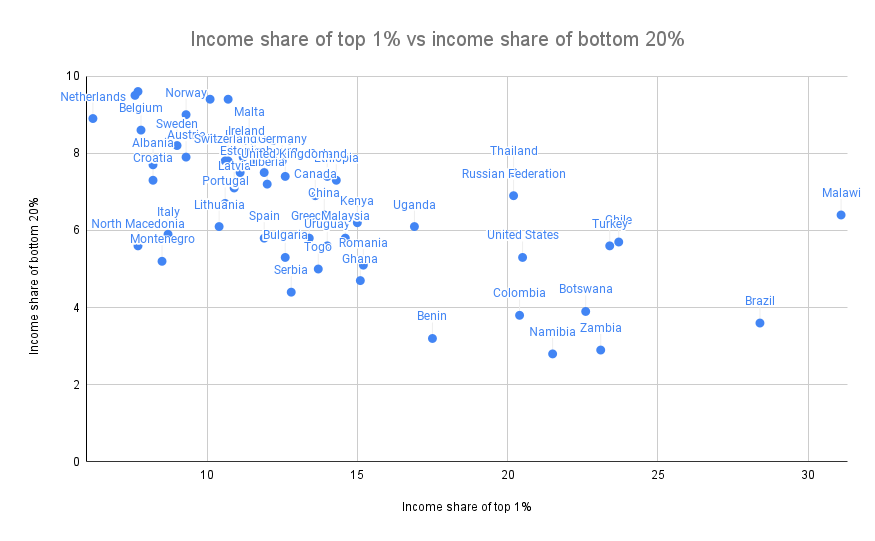 Income share of top 1% vs income share of bottom 20%
10
8
6
4
2
0
Income share of bottom 20%
Netherlands
Norway
Belgium
Malta
Sweden
Ireland
Austria
Albania
Switzerland
Germany
Thailand
Croatia
United Kingdom
Ethiopia
Latvia
Liberia
Canada
Russian Federation
Portugal
China
Malawi
Lithuania
Kenya
Uganda
Italy
Spain
Greece
Malaysia
North Macedonia
Uruguay
Chile
Turkey
Montenegro
Bulgaria
Togo
Romania
United States
Ghana
Serbia
Colombia
Botswana
Brazil
Benin
Namibia
Zambia
10
15
20
25
30
Income share of top 1%